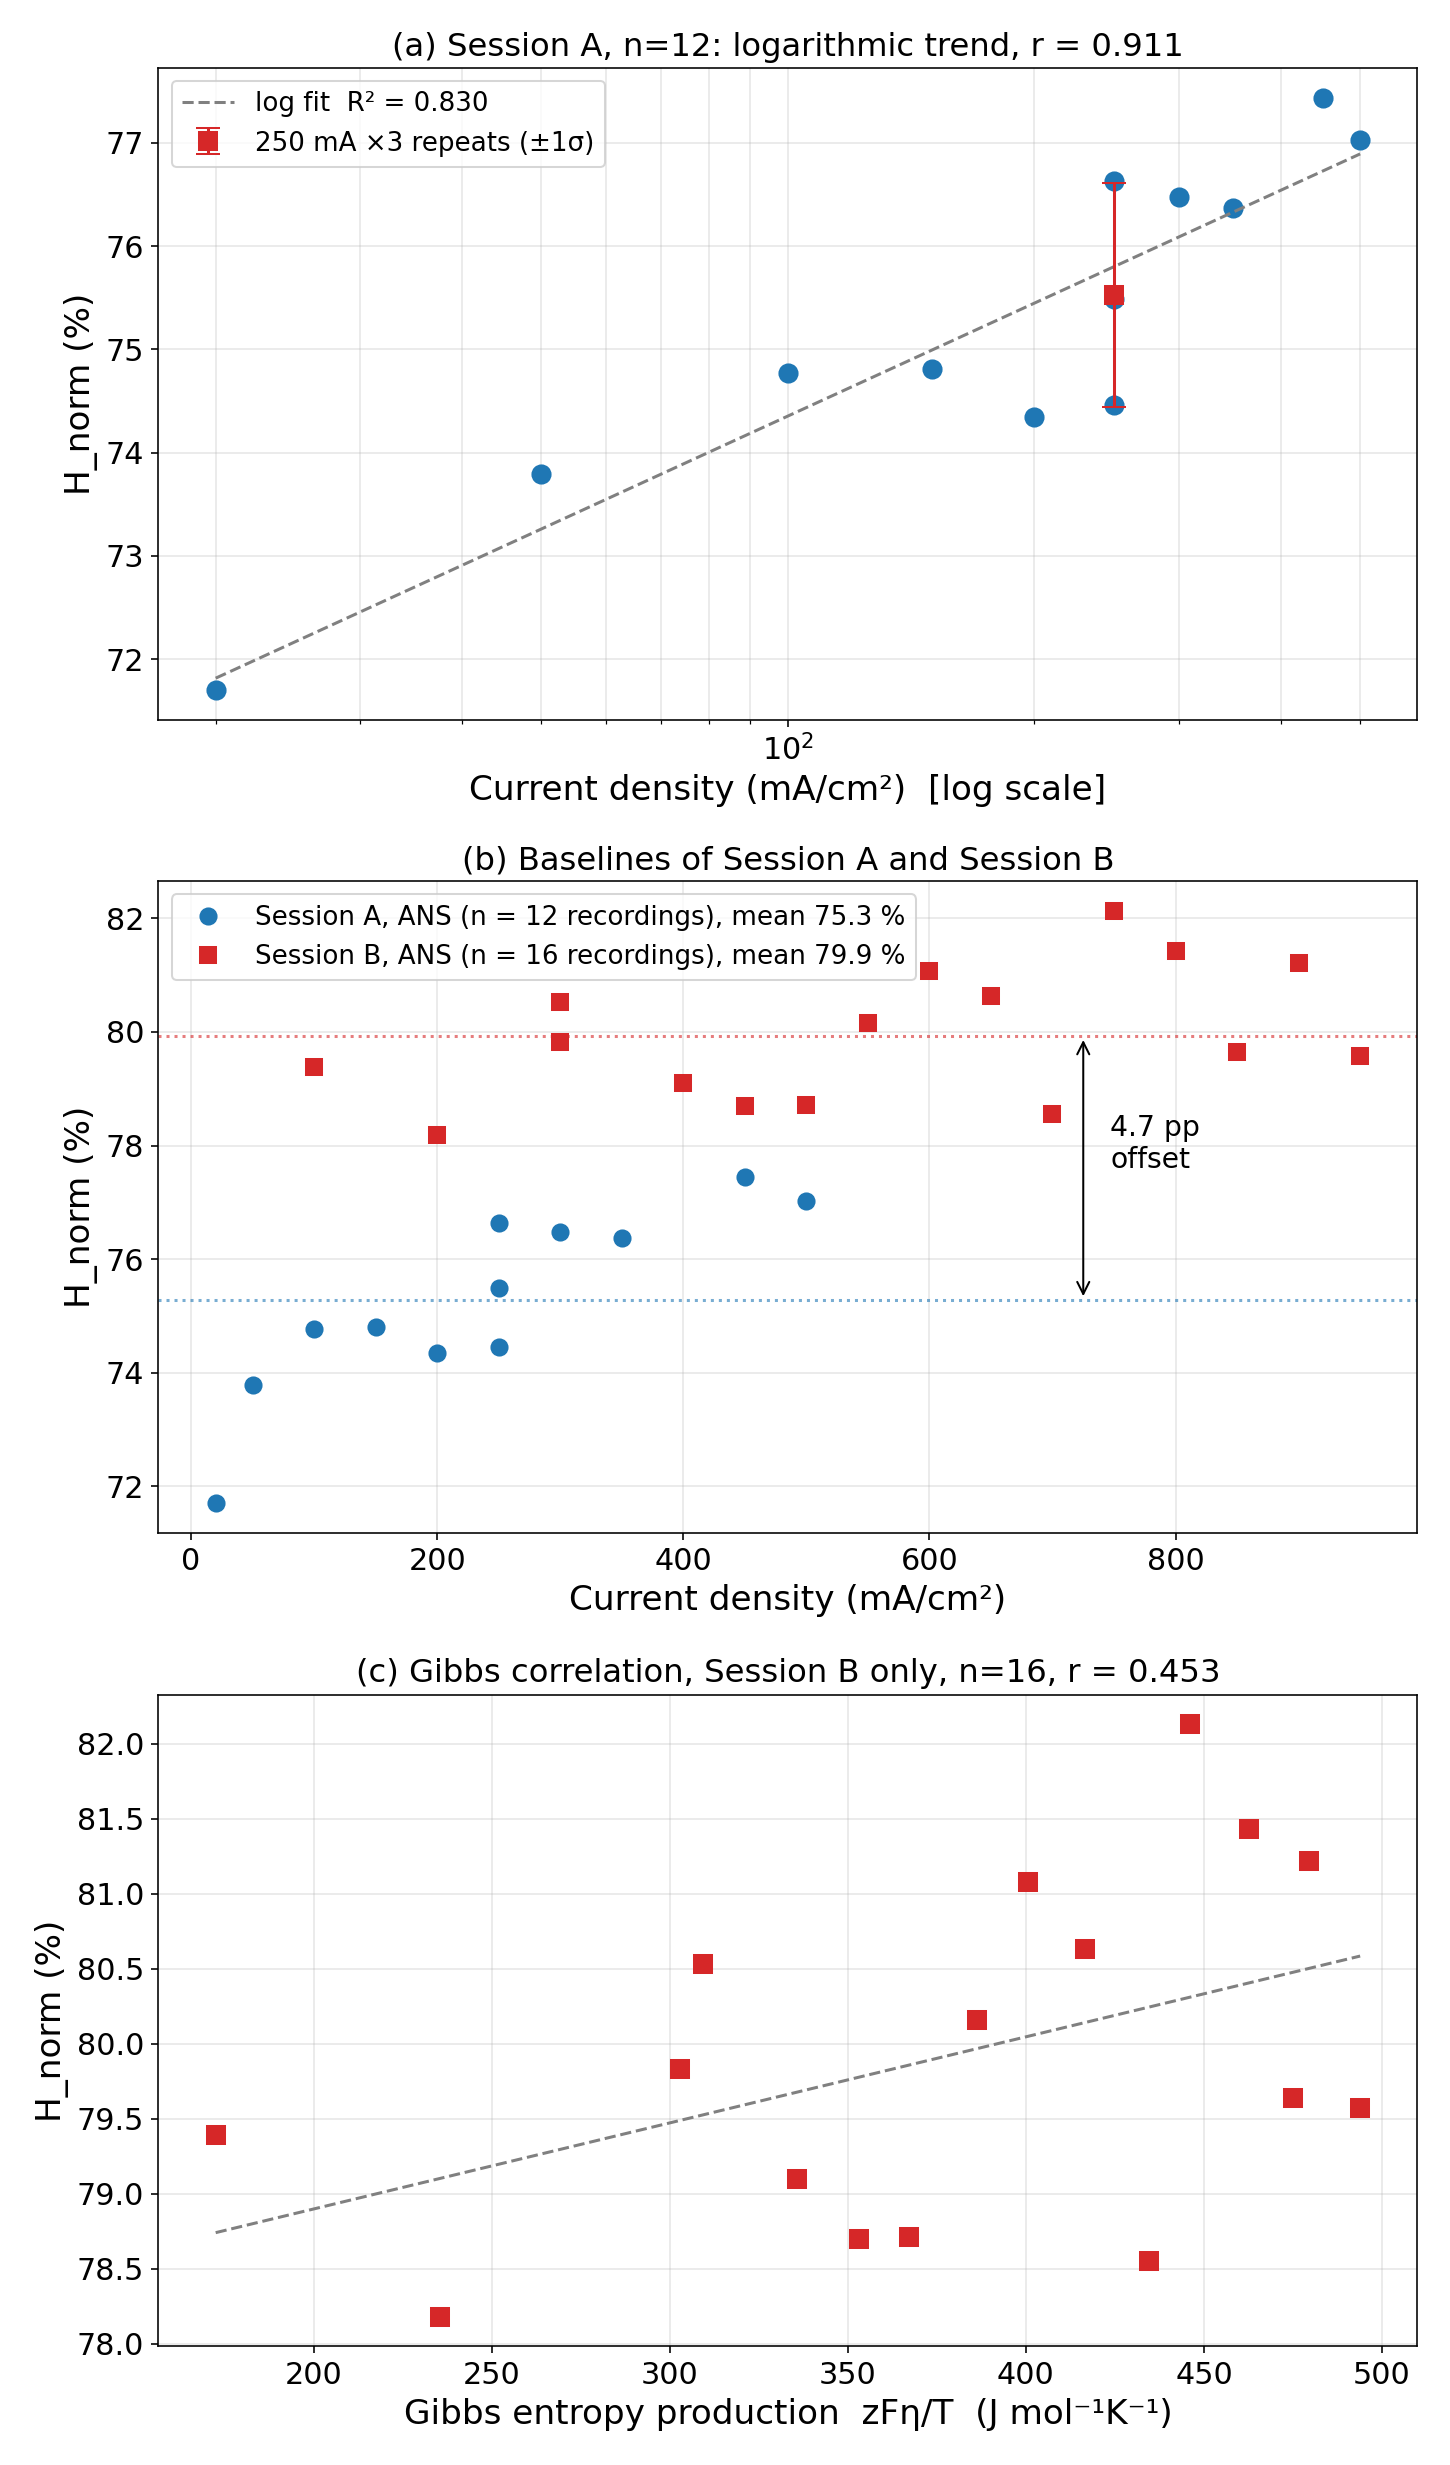 (a) Session A, n=12: logarithmic trend, r = 0.911
log fit  R² = 0.830
250 mA ×3 repeats (±1σ)
77
76
75
74
73
72
H_norm (%)
10²
Current density (mA/cm²)  [log scale]
(b) Baselines of Session A and Session B
Session A, ANS (n = 12 recordings), mean 75.3 %
Session B, ANS (n = 16 recordings), mean 79.9 %
82
80
78
76
74
72
H_norm (%)
4.7 pp
offset
0 200 400 600 800
Current density (mA/cm²)
(c) Gibbs correlation, Session B only, n=16, r = 0.453
82.0
81.5
81.0
80.5
80.0
79.5
79.0
78.5
78.0
H_norm (%)
200 250 300 350 400 450 500
Gibbs entropy production  zFη/T  (J mol⁻¹K⁻¹)